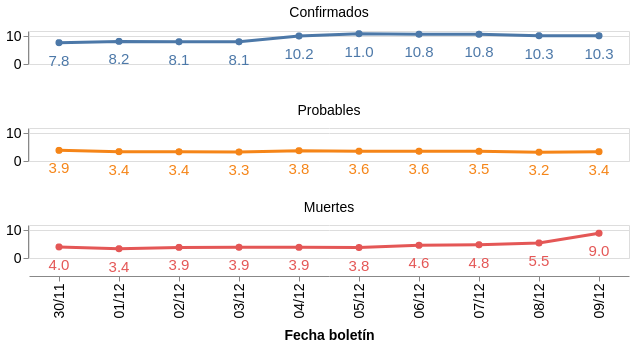 Confirmados
10
0
7.8 8.2 8.1 8.1 10.2 11.0 10.8 10.8 10.3 10.3
Probables
10
0
3.9 3.4 3.4 3.3 3.8 3.6 3.6 3.5 3.2 3.4
Muertes
10
0
4.0 3.4 3.9 3.9 3.9 3.8 4.6 4.8 5.5 9.0
30/11 01/12 02/12 03/12 04/12 05/12 06/12 07/12 08/12 09/12
Fecha boletín